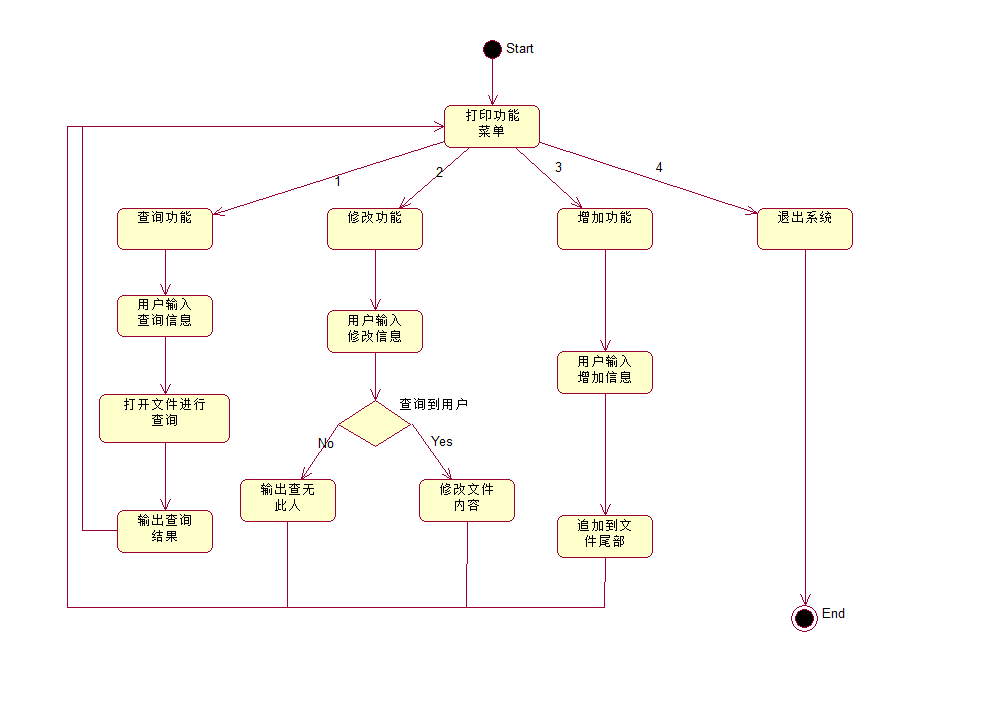 Start
打印功能
菜单
1
2
3
4
查询功能
修改功能
增加功能
退出系统
用户输入
查询信息
用户输入
修改信息
用户输入
增加信息
打开文件进行
查询
查询到用户
No
Yes
输出查无
此人
修改文件
内容
输出查询
结果
追加到文
件尾部
End